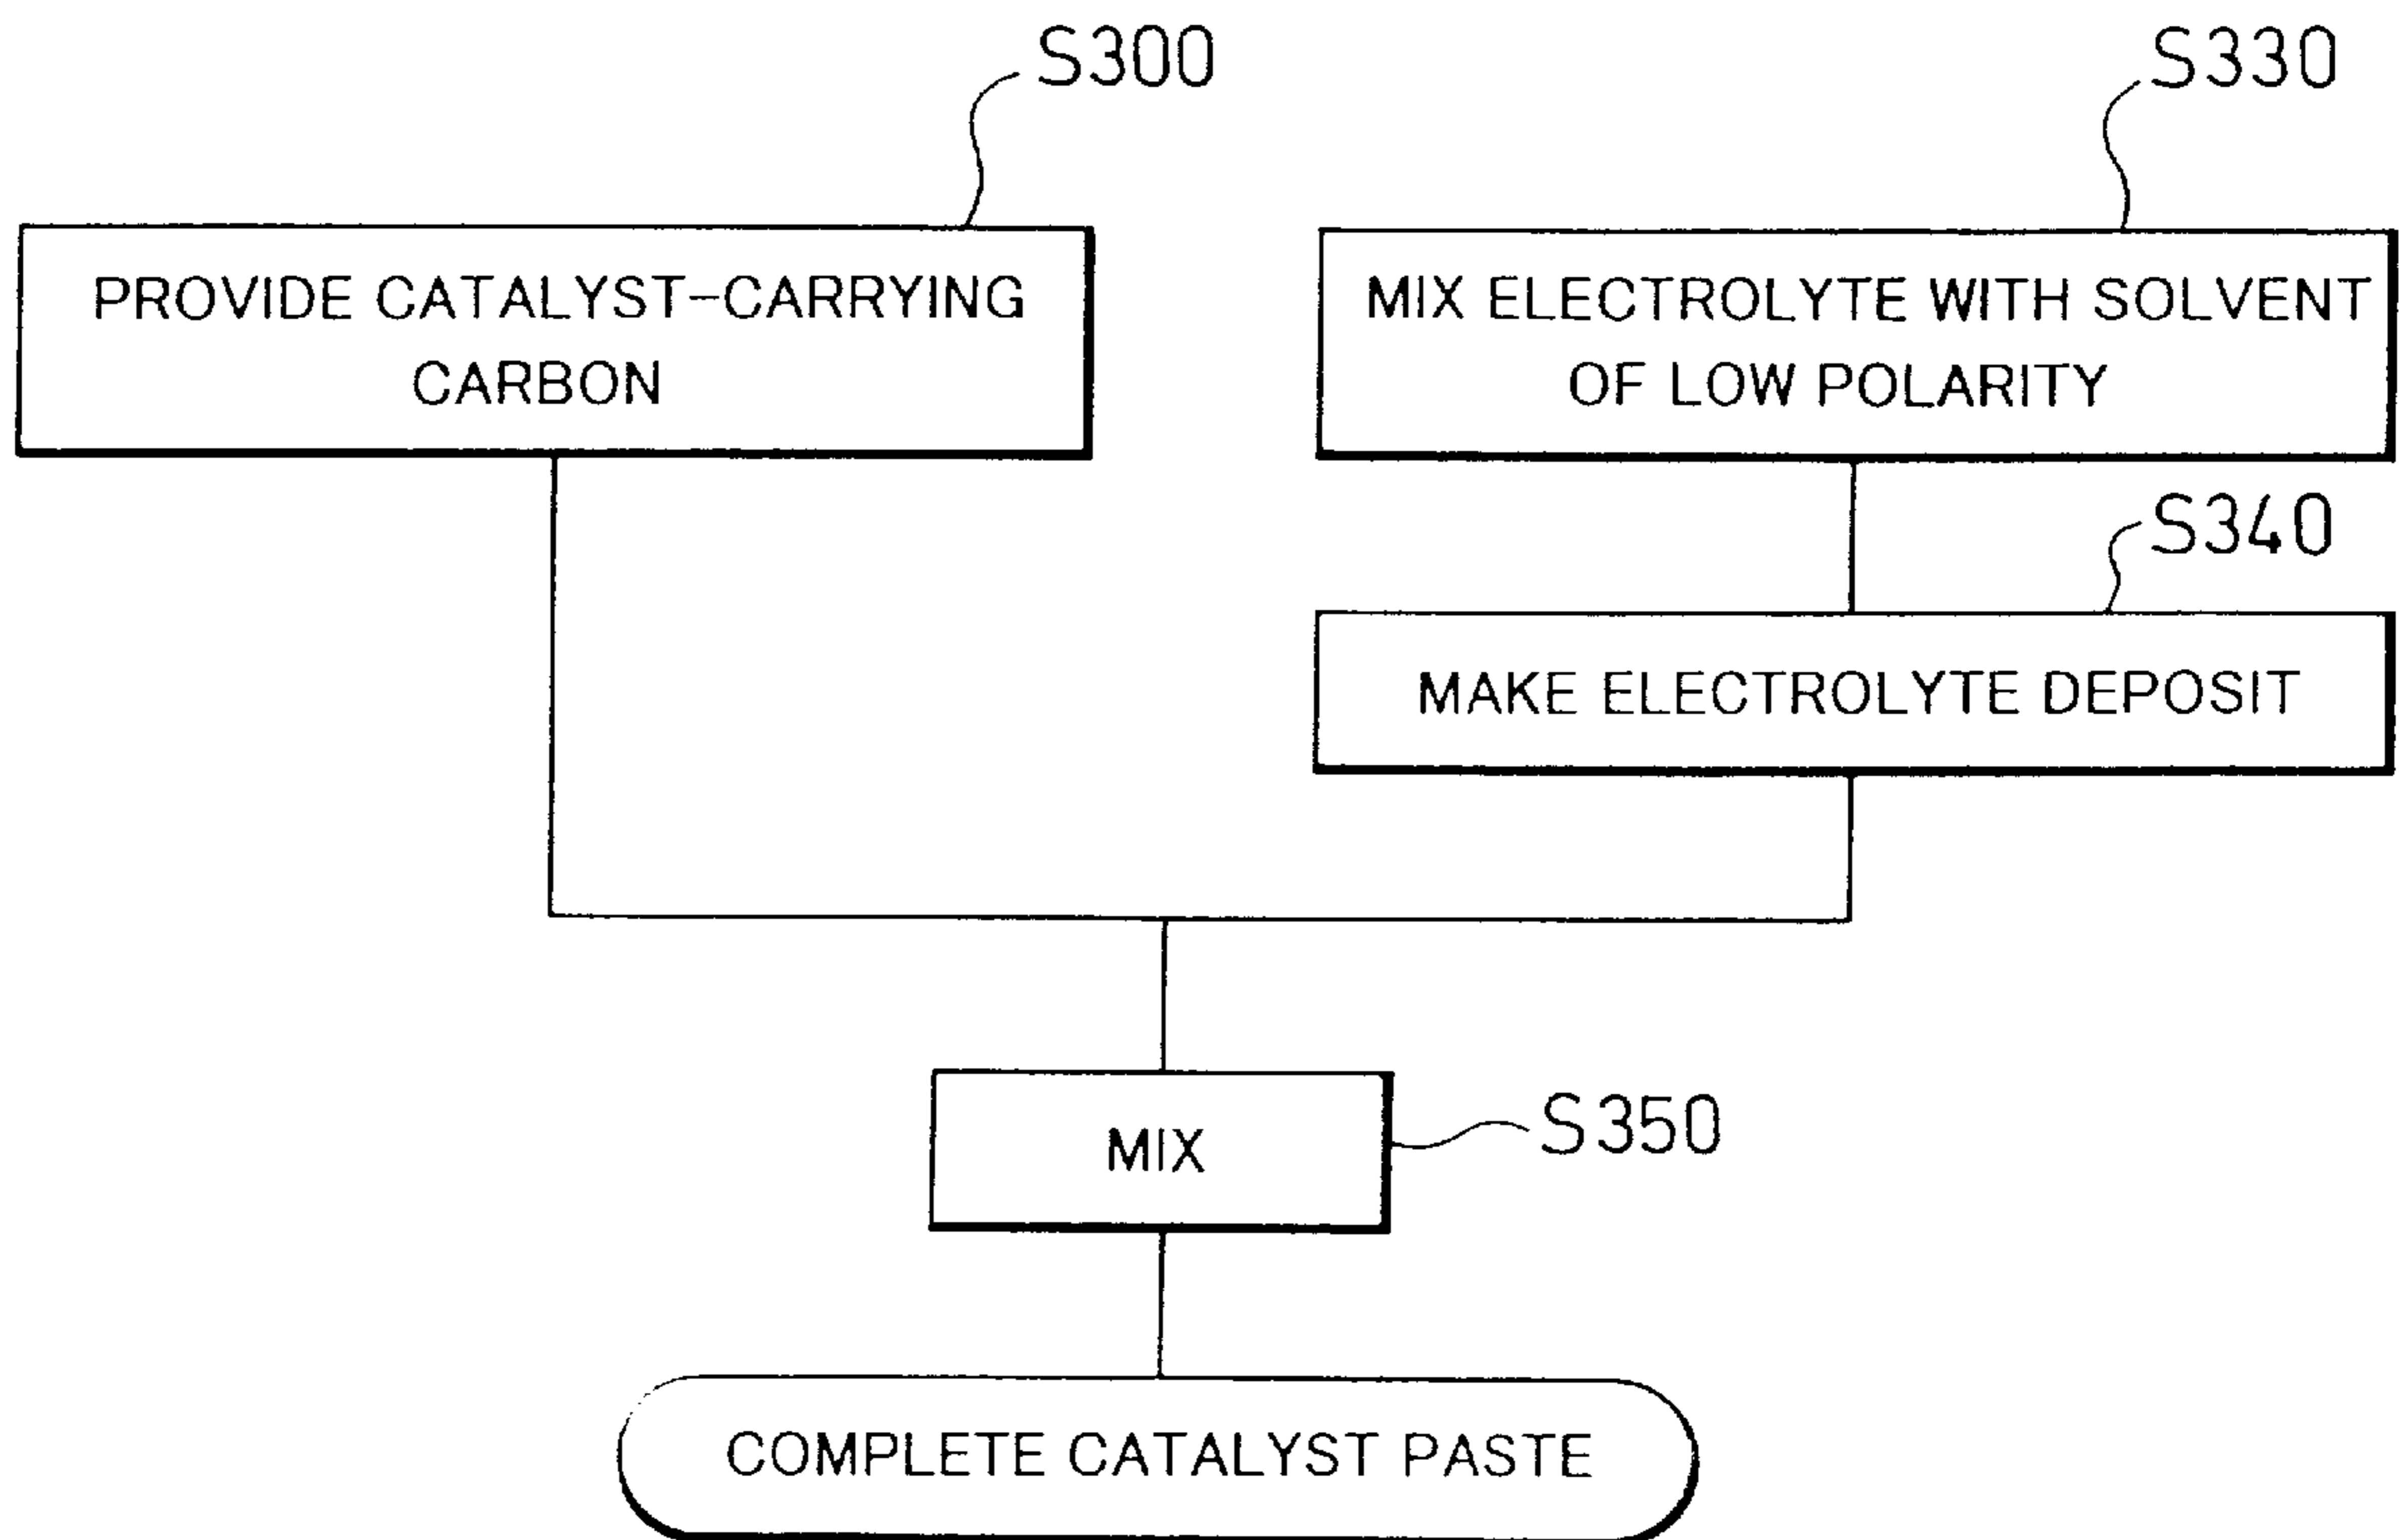 S300
S330
PROVIDE CATALYST-CARRYING
CARBON
MIX ELECTROLYTE WITH SOLVENT
OF LOW POLARITY
S340
MAKE ELECTROLYTE DEPOSIT
MIX
S350
COMPLETE CATALYST PASTE